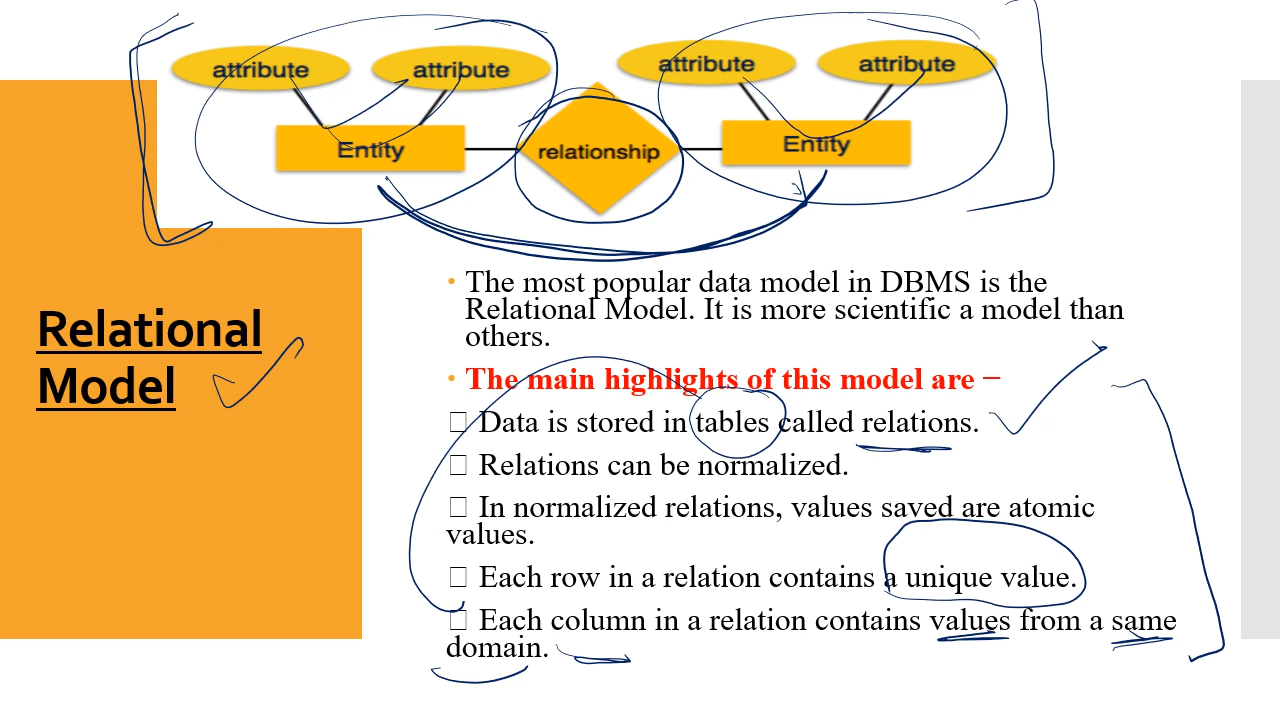 attribute attribute attribute attribute
Entity relationship Entity
Relational
Model
• The most popular data model in DBMS is the
Relational Model. It is more scientific a model than
others.
• The main highlights of this model are −
□ Data is stored in tables called relations.
□ Relations can be normalized.
□ In normalized relations, values saved are atomic
values.
□ Each row in a relation contains a unique value.
□ Each column in a relation contains values from a same
domain.